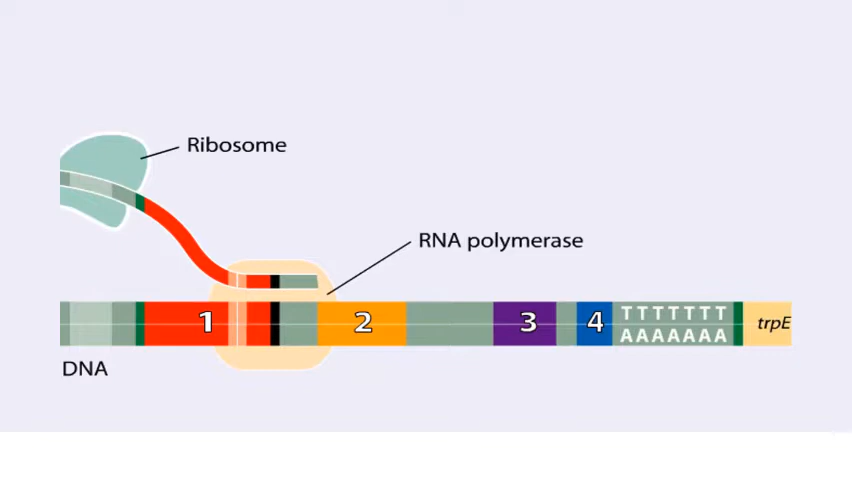 Ribosome
RNA polymerase
1 2 3 4 TTTTTTT
AAAAAAA
trpE
DNA